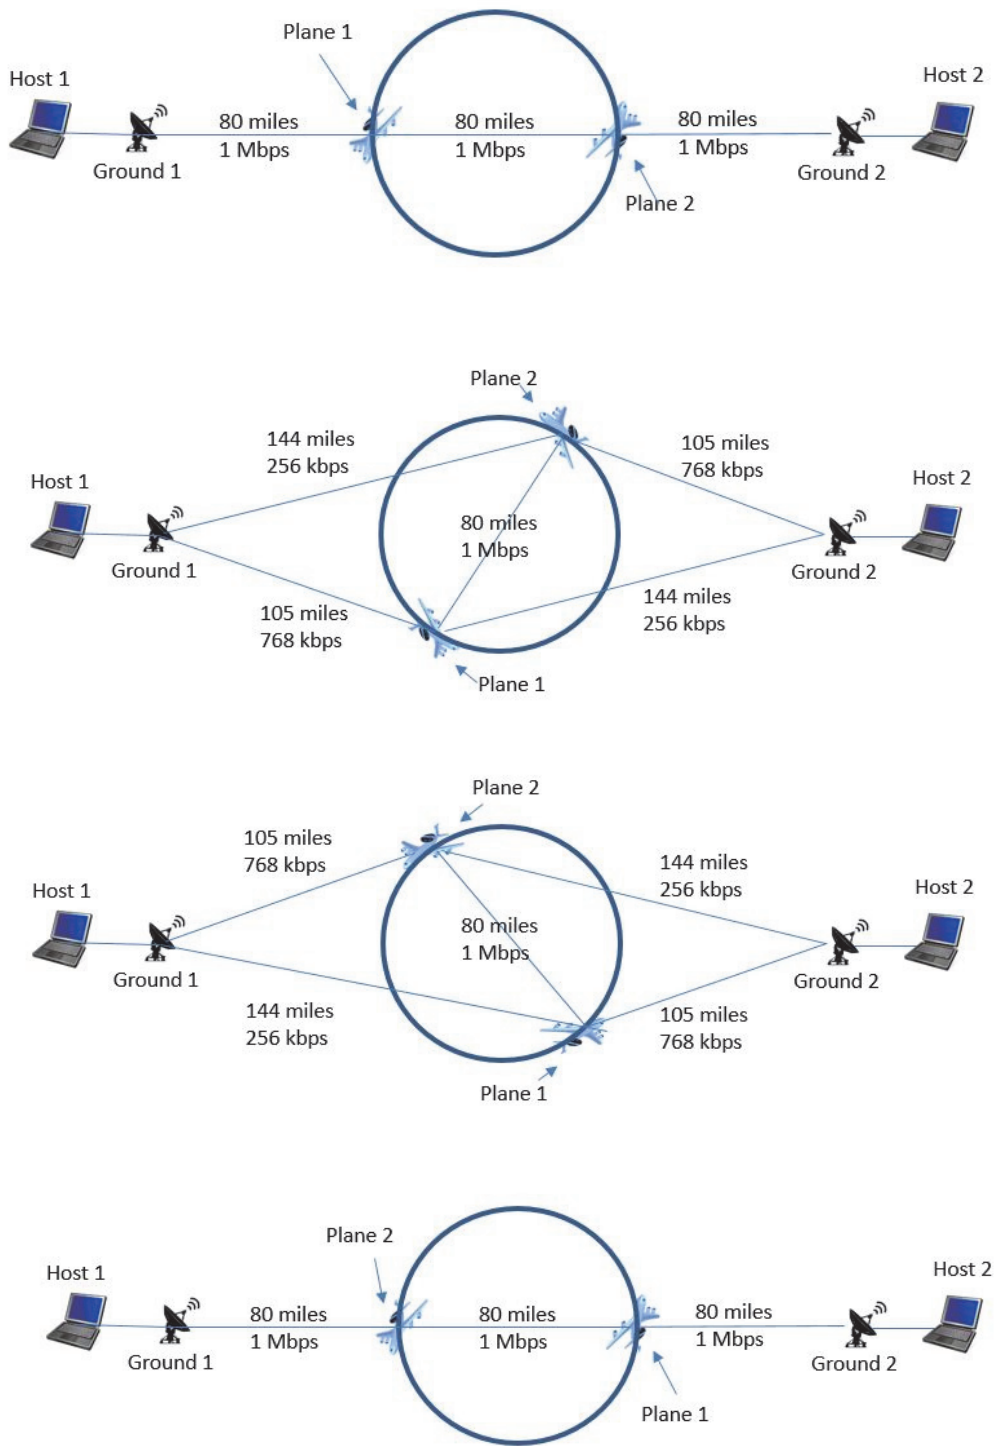 Plane 1
Host 1
Host 2
80 miles
1 Mbps
80 miles
1 Mbps
80 miles
1 Mbps
Ground 1
Ground 2
Plane 2
Plane 2
144 miles
256 kbps
105 miles
768 kbps
Host 1
Host 2
80 miles
1 Mbps
Ground 1
Ground 2
105 miles
768 kbps
144 miles
256 kbps
Plane 1
Plane 2
105 miles
768 kbps
144 miles
256 kbps
Host 1
Host 2
80 miles
1 Mbps
Ground 1
Ground 2
144 miles
256 kbps
105 miles
768 kbps
Plane 1
Plane 2
Host 1
Host 2
80 miles
1 Mbps
80 miles
1 Mbps
80 miles
1 Mbps
Ground 1
Ground 2
Plane 1